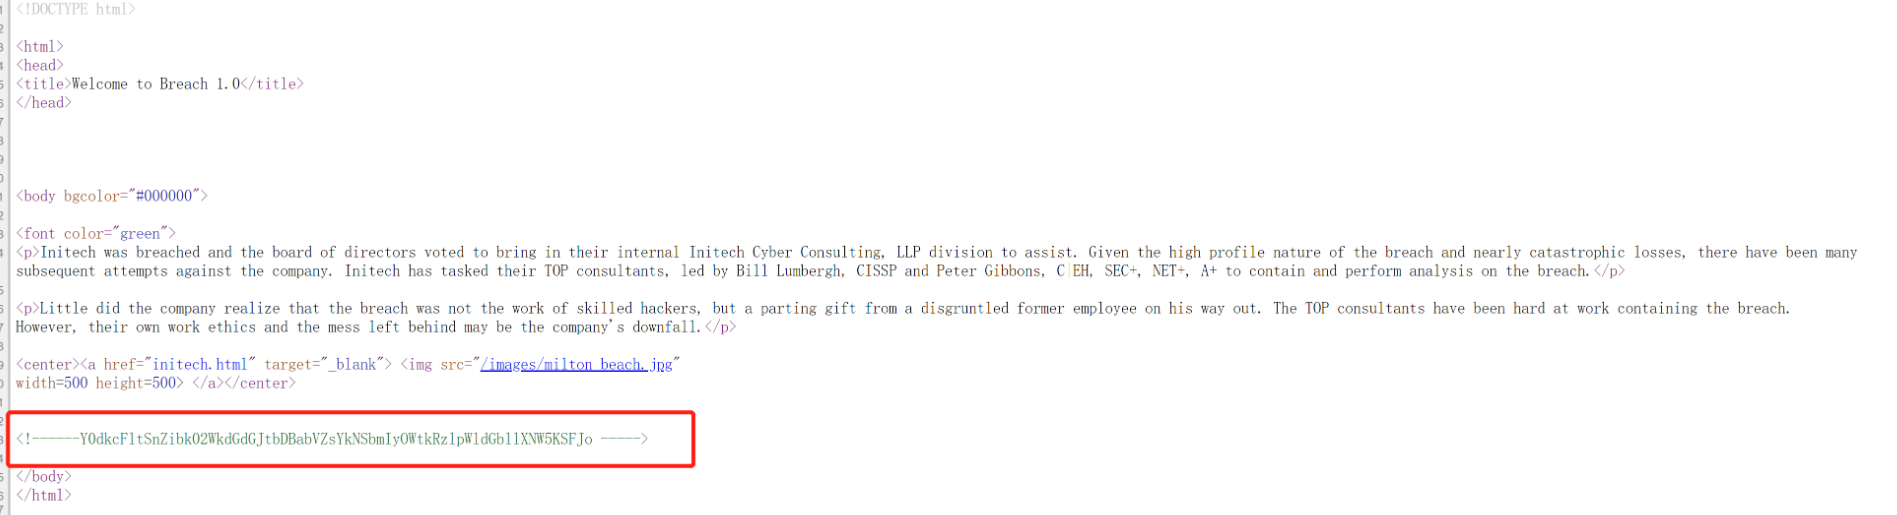 <!DOCTYPE html>
<html>
<head>
<title>Welcome to Breach 1.0</title>
</head>
<body bgcolor="#000000">
<font color="green">
<p>Initech was breached and the board of directors voted to bring in their internal Initech Cyber Consulting, LLP division to assist. Given the high profile nature of the breach and nearly catastrophic losses, there have been many
subsequent attempts against the company. Initech has tasked their TOP consultants, led by Bill Lumbergh, CISSP and Peter Gibbons, C|EH, SEC+, NET+, A+ to contain and perform analysis on the breach.</p>
<p>Little did the company realize that the breach was not the work of skilled hackers, but a parting gift from a disgruntled former employee on his way out. The TOP consultants have been hard at work containing the breach.
However, their own work ethics and the mess left behind may be the company's downfall.</p>
<center><a href="initech.html" target="_blank"> <img src="/images/milton_beach.jpg"
width=500 height=500> </a></center>
<!------Y0dkcFltSnZibk02WkdGdGJtbDBabVZsYkNSbmIyOWtkRzlpWldGbllXNW5KSFJo ----->
</body>
</html>